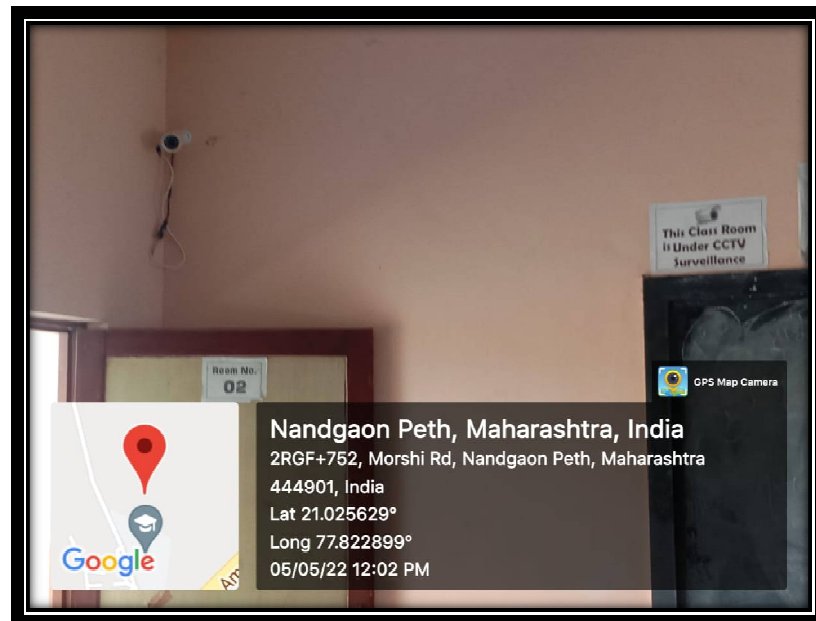 This Class Room
is Under CCTV
Surveillance
Room No.
02
GPS Map Camera
Nandgaon Peth, Maharashtra, India
2RGF+752, Morshi Rd, Nandgaon Peth, Maharashtra
444901, India
Lat 21.025629°
Long 77.822899°
05/05/22 12:02 PM
Google
Am